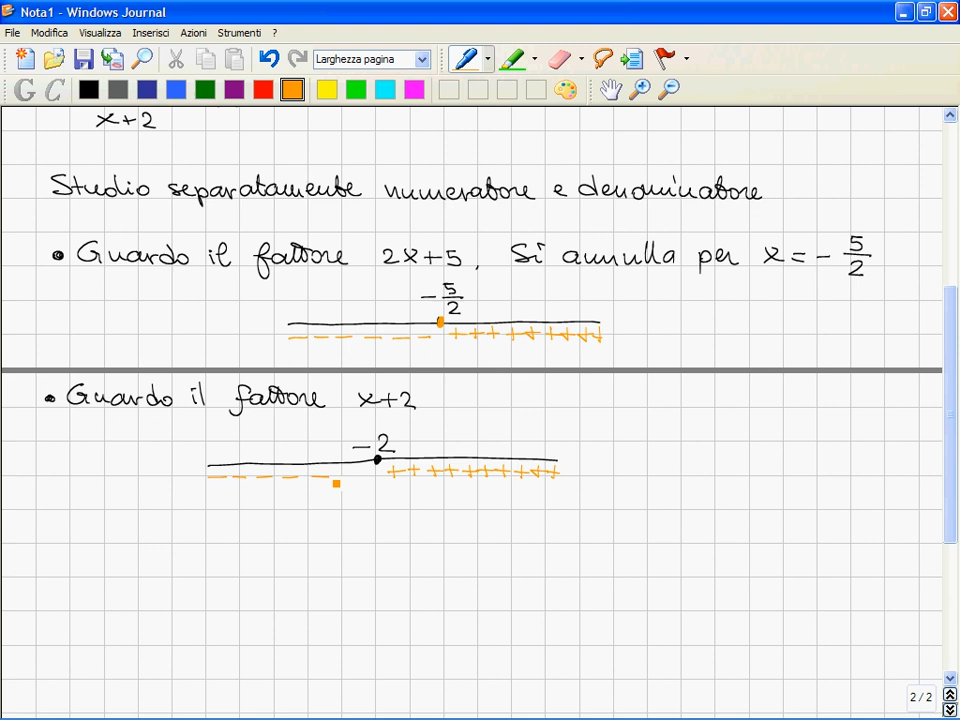 Nota1 - Windows Journal
File Modifica Visualizza Inserisci Azioni Strumenti ?
Larghezza pagina
G C
x+2
Studio separatamente numeratore e denominatore
• Guardo il fattore 2x+5. Si annulla per x = - 5/2
- 5/2
- - - - - - - + + + + + + + + +
• Guardo il fattore x+2
-2
- - - - - + + + + + + + + + +
2 / 2